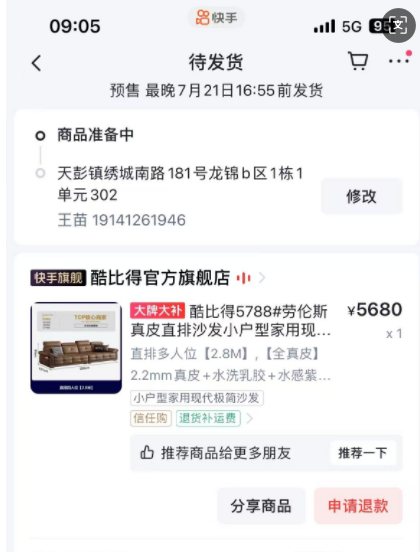 09:05
快手
5G
待发货
预售 最晚7月21日16:55前发货
商品准备中
天彭镇绣城南路181号龙锦b区1栋1
单元302
修改
王苗 19141261946
快手旗舰 酷比得官方旗舰店
大牌大补 酷比得5788#劳伦斯
真皮直排沙发小户型家用现...
¥5680
x 1
直排多人位【2.8M】,【全真皮】
2.2mm真皮+水洗乳胶+水感紫...
小户型家用现代极简沙发
信任购 退货补运费
推荐商品给更多朋友
推荐一下
分享商品
申请退款